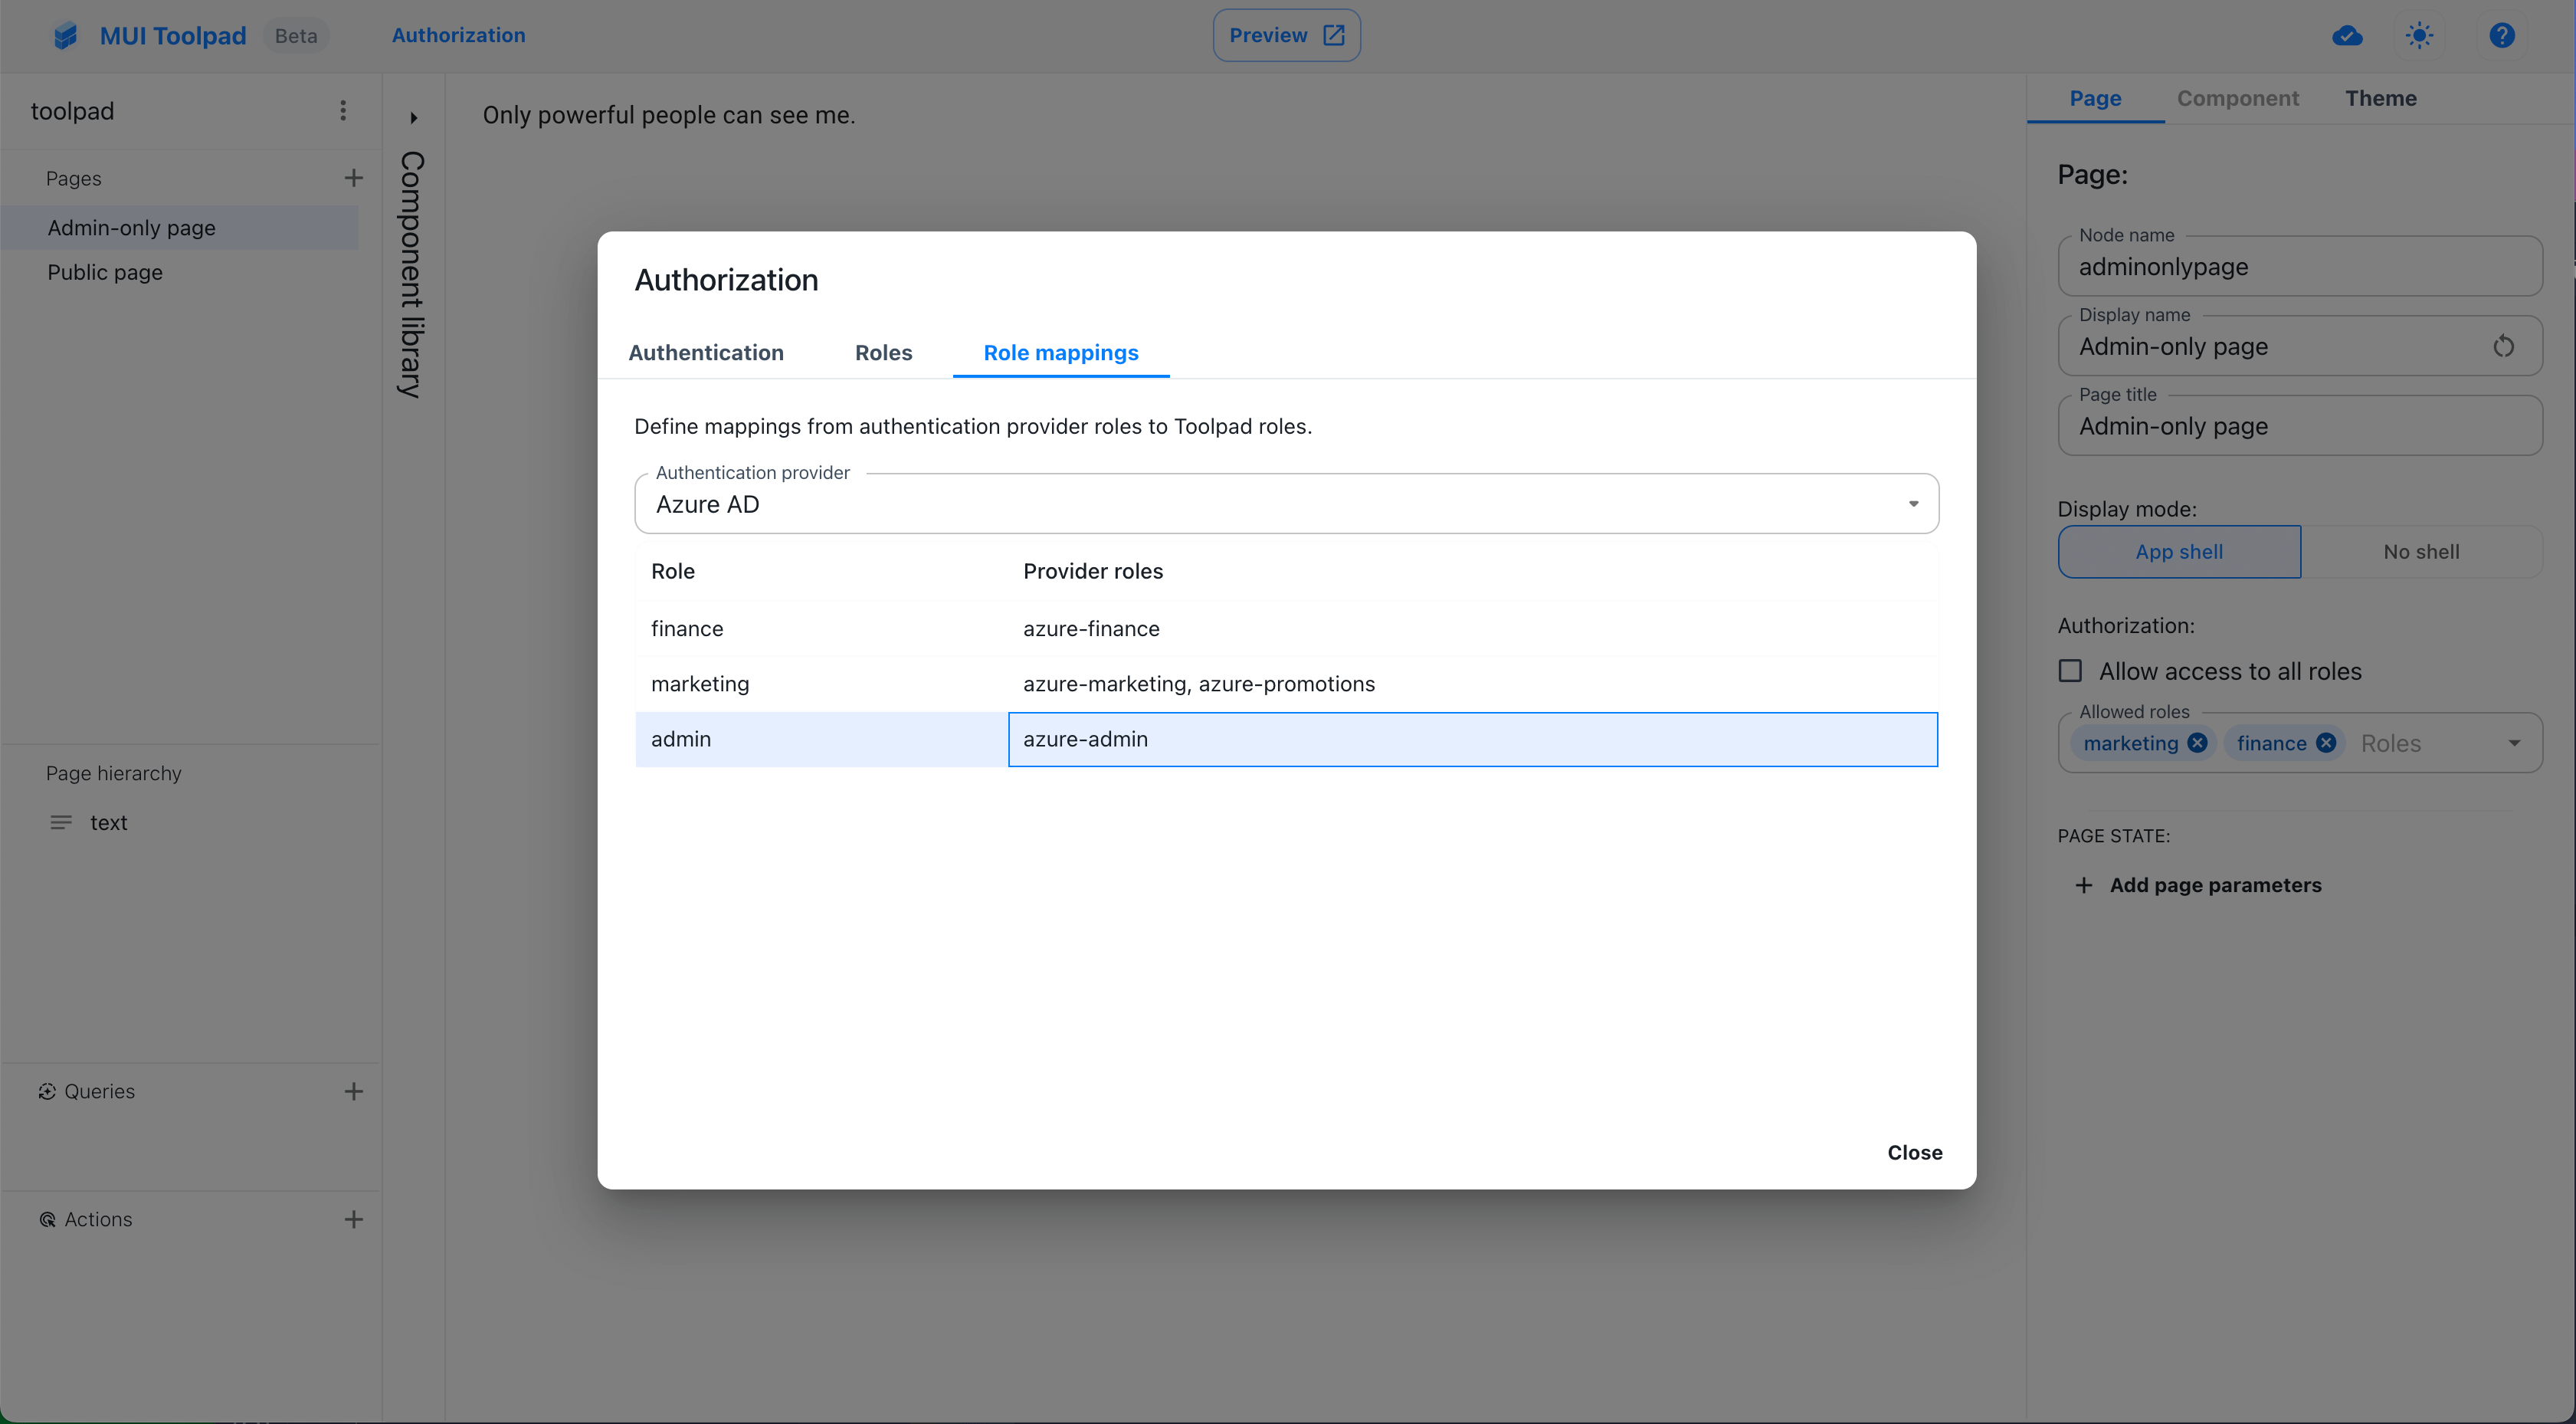 MUI Toolpad Beta Authorization Preview
toolpad
Pages
Admin-only page
Public page
Page hierarchy
text
Queries
Actions
Component library
Only powerful people can see me.
Authorization
Authentication Roles Role mappings
Define mappings from authentication provider roles to Toolpad roles.
Authentication provider
Azure AD
Role Provider roles
finance azure-finance
marketing azure-marketing, azure-promotions
admin azure-admin
Close
Page Component Theme
Page:
Node name
adminonlypage
Display name
Admin-only page
Page title
Admin-only page
Display mode:
App shell No shell
Authorization:
Allow access to all roles
Allowed roles
marketing finance Roles
PAGE STATE:
Add page parameters